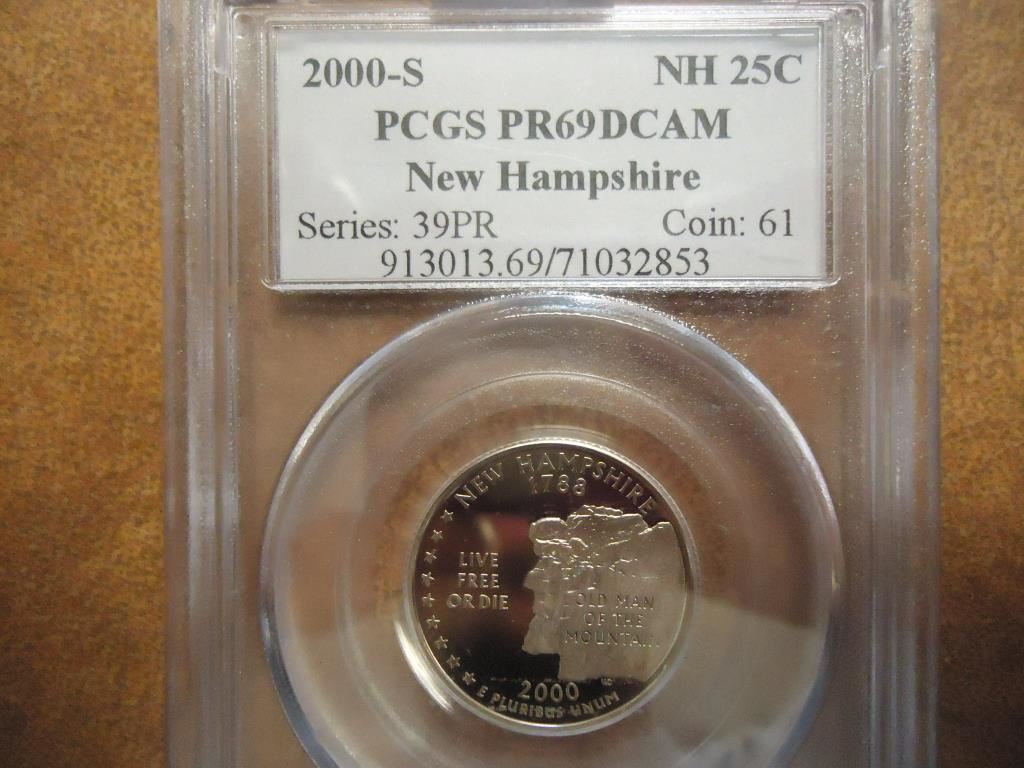 2000-S NH 25C
PCGS PR69DCAM
New Hampshire
Series: 39PR Coin: 61
913013.69/71032853
NEW HAMPSHIRE
1788
LIVE
FREE
OR DIE
OLD MAN
OF THE
MOUNTAIN
2000
E PLURIBUS UNUM